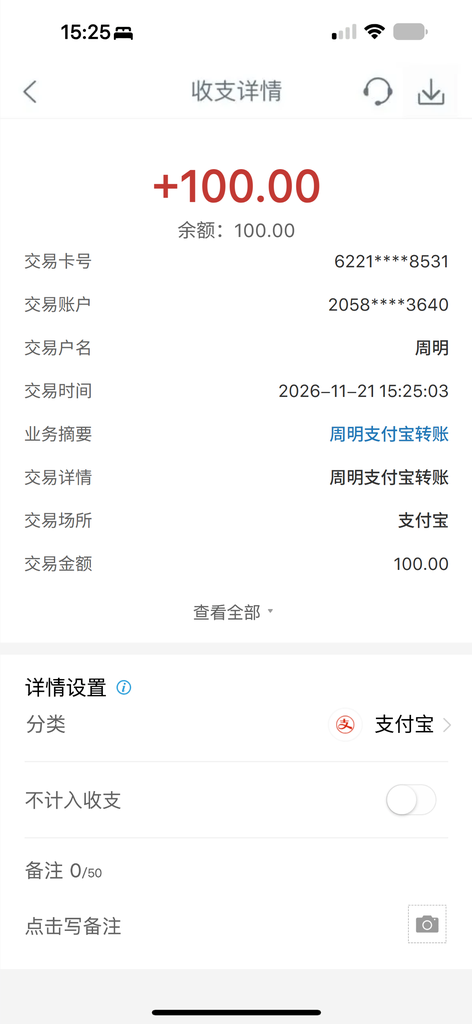 15:25
收支详情
+100.00
余额：100.00
交易卡号 6221****8531
交易账户 2058****3640
交易户名 周明
交易时间 2026-11-21 15:25:03
业务摘要 周明支付宝转账
交易详情 周明支付宝转账
交易场所 支付宝
交易金额 100.00
查看全部
详情设置
分类 支 支付宝
不计入收支
备注 0/50
点击写备注